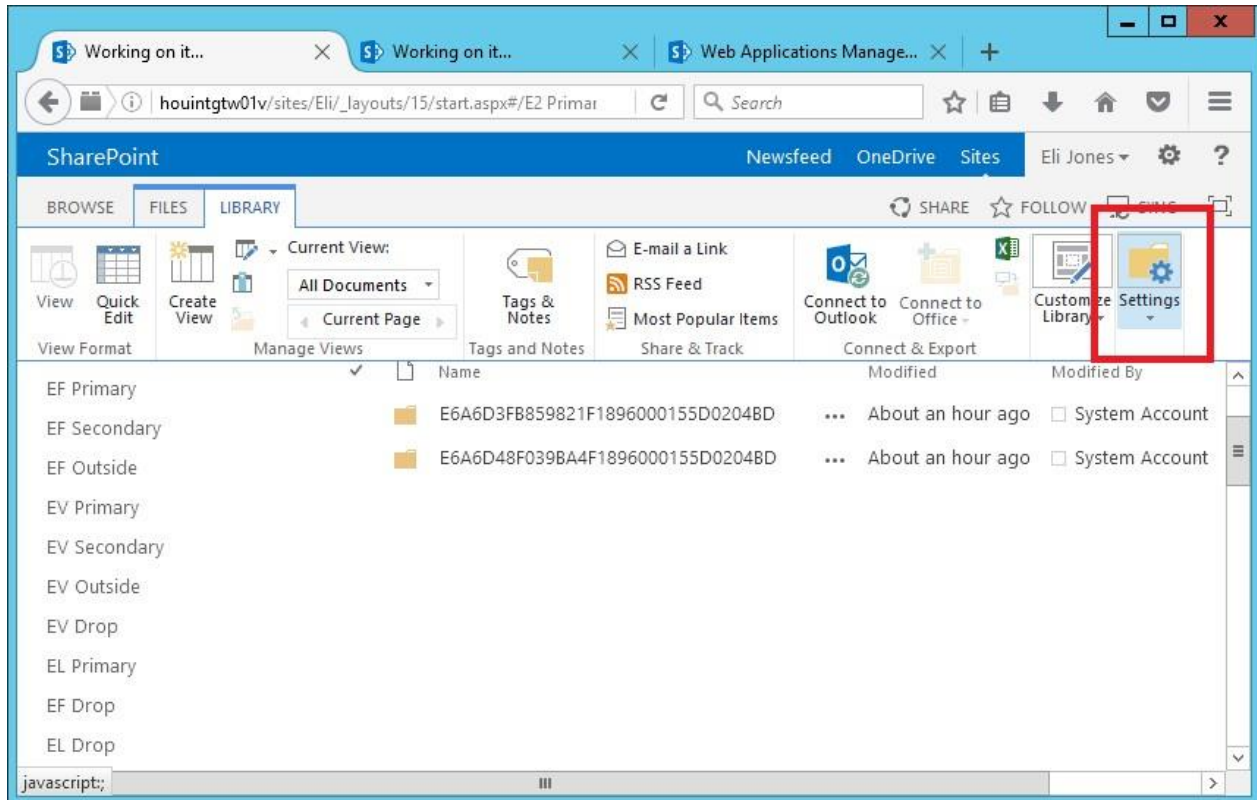 Working on it...
Working on it...
Web Applications Manage...
houintgtw01v/sites/Eli/_layouts/15/start.aspx#/E2 Primar
Search
SharePoint
Newsfeed OneDrive Sites Eli Jones ?
BROWSE FILES LIBRARY
SHARE FOLLOW
View
Quick Edit
Create View
Current View:
All Documents
Current Page
Tags & Notes
E-mail a Link
RSS Feed
Most Popular Items
Connect to Outlook
Connect to Office
Customize Library
Settings
View Format Manage Views Tags and Notes Share & Track Connect & Export
Name Modified Modified By
EF Primary
E6A6D3FB859821F1896000155D0204BD ... About an hour ago System Account
EF Secondary
E6A6D48F039BA4F1896000155D0204BD ... About an hour ago System Account
EF Outside
EV Primary
EV Secondary
EV Outside
EV Drop
EL Primary
EF Drop
EL Drop
javascript:;